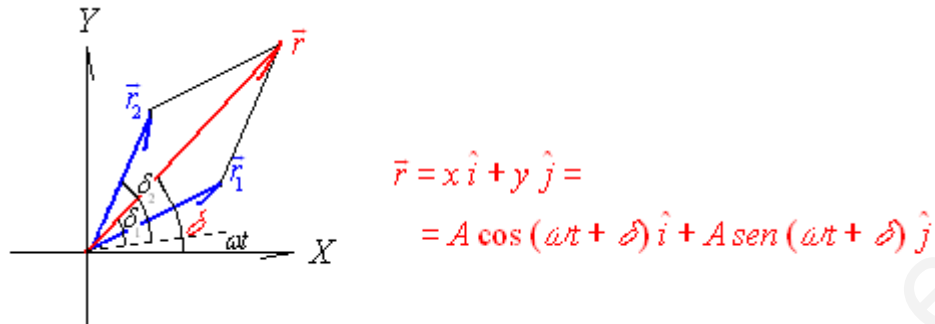 Y
r⃗
r⃗₂
r⃗₁
δ₂
δ₁
δ
ωt
X
r⃗ = x î + y ĵ =
= A cos (ωt + δ) î + A sen (ωt + δ) ĵ